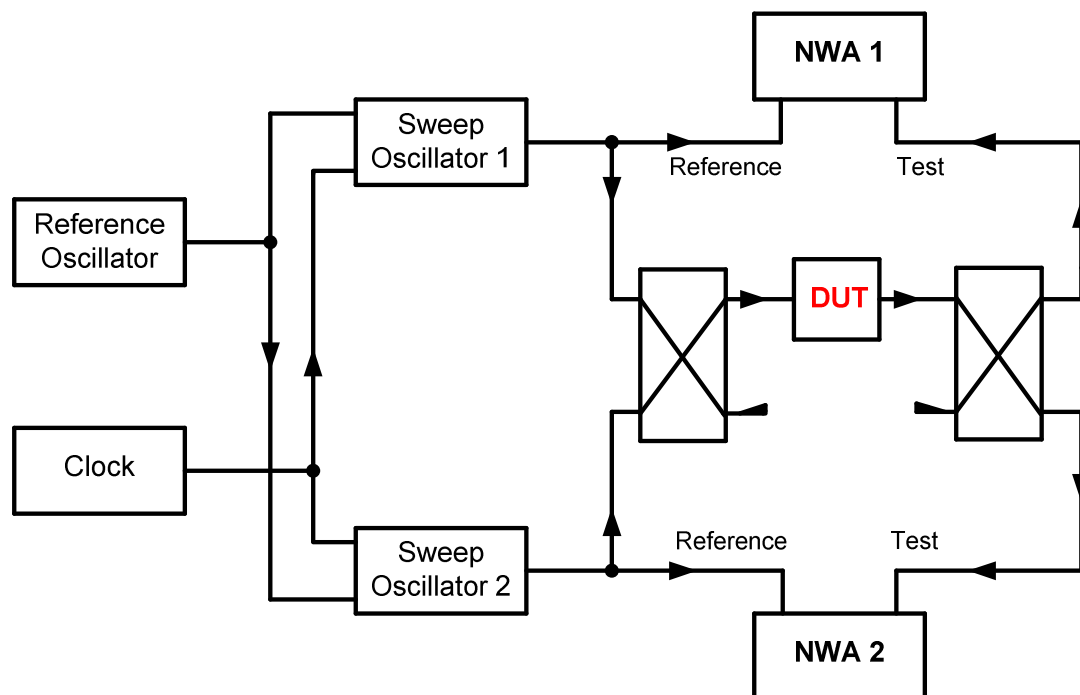 NWA 1
Sweep
Oscillator 1
Reference
Test
Reference
Oscillator
DUT
Clock
Sweep
Oscillator 2
Reference
Test
NWA 2